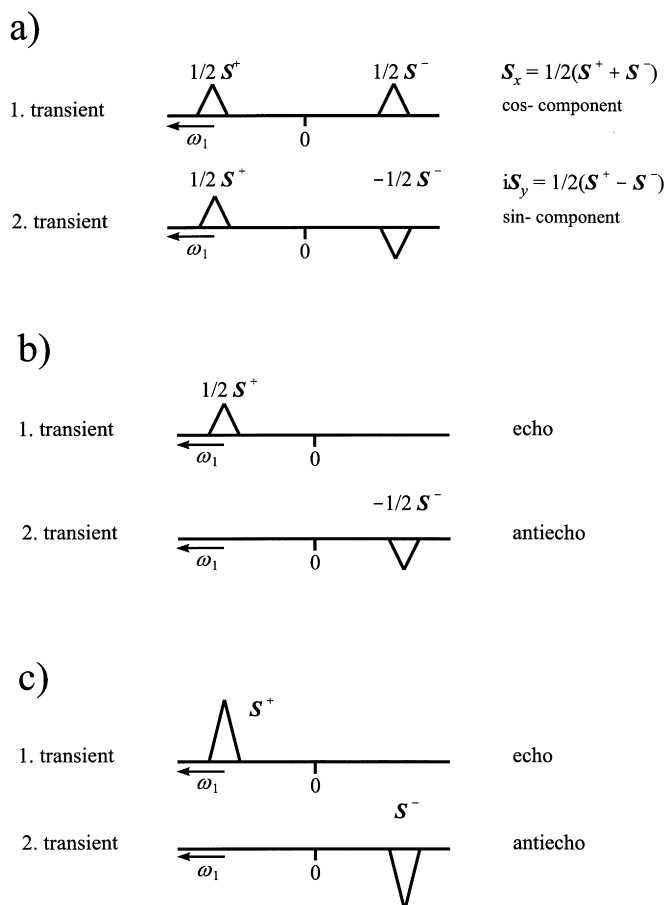 a)
1/2 S⁺ 1/2 S⁻ Sₓ = 1/2(S⁺ + S⁻)
1. transient cos- component
ω₁ 0
1/2 S⁺ −1/2 S⁻ iSᵧ = 1/2(S⁺ − S⁻)
2. transient sin- component
ω₁ 0
b)
1/2 S⁺
1. transient echo
ω₁ 0
−1/2 S⁻
2. transient antiecho
ω₁ 0
c)
S⁺
1. transient echo
ω₁ 0
S⁻
2. transient antiecho
ω₁ 0